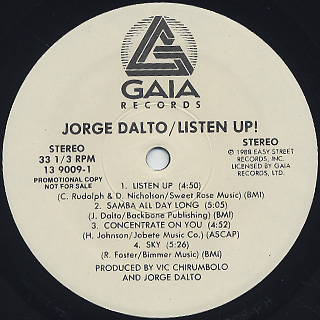 GAIA
RECORDS
JORGE DALTO/LISTEN UP!
STEREO
33 1/3 RPM
13 9009-1
PROMOTIONAL COPY
NOT FOR SALE
STEREO
℗ 1988 EASY STREET
RECORDS, INC.
LICENSED BY GAIA
RECORDS, LTD.
1. LISTEN UP (4:50)
(C. Rudolph & D. Nicholson/Sweet Rose Music) (BMI)
2. SAMBA ALL DAY LONG (5:05)
(J. Dalto/Backbone Publishing) (BMI)
3. CONCENTRATE ON YOU (4:52)
(H. Johnson/Jobete Music Co.) (ASCAP)
4. SKY (5:26)
(R. Foster/Bimmer Music) (BMI)
PRODUCED BY VIC CHIRUMBOLO
AND JORGE DALTO